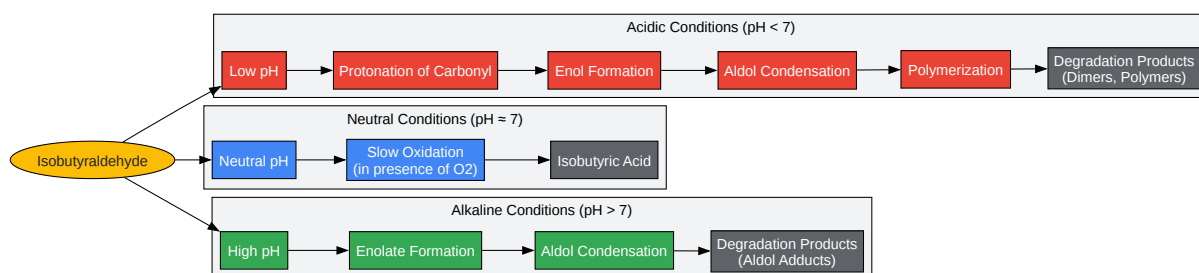 Acidic Conditions (pH < 7)
Low pH
Protonation of Carbonyl
Enol Formation
Aldol Condensation
Polymerization
Degradation Products
(Dimers, Polymers)
Isobutyraldehyde
Neutral Conditions (pH ≈ 7)
Neutral pH
Slow Oxidation
(in presence of O2)
Isobutyric Acid
Alkaline Conditions (pH > 7)
High pH
Enolate Formation
Aldol Condensation
Degradation Products
(Aldol Adducts)